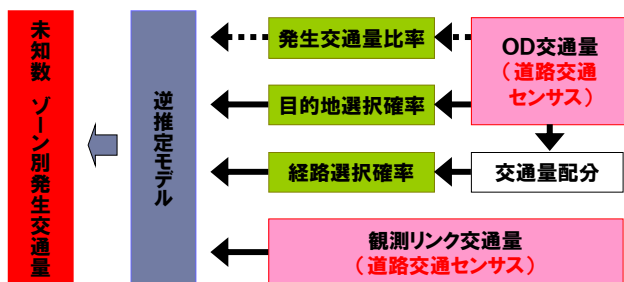 未知数 ゾーン別発生交通量
逆推定モデル
発生交通量比率
目的地選択確率
経路選択確率
OD交通量
(道路交通
センサス)
交通量配分
観測リンク交通量
(道路交通センサス)